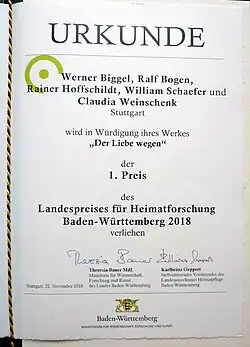 URKUNDE
Werner Biggel, Ralf Bogen,
Rainer Hoffschildt, William Schaefer und
Claudia Weinschenk
Stuttgart
wird in Würdigung ihres Werkes
„Der Liebe wegen“
der
1. Preis
des
Landespreises für Heimatforschung
Baden-Württemberg 2018
verliehen
Theresia Bauer
Theresia Bauer MdL
Ministerin für Wissenschaft,
Forschung und Kunst
des Landes Baden-Württemberg
Karlheinz Geppert
Stellvertretender Vorsitzender des
Landesausschusses Heimatpflege
Baden-Württemberg
Stuttgart, 22. November 2018
Baden-Württemberg
MINISTERIUM FÜR WISSENSCHAFT, FORSCHUNG UND KUNST